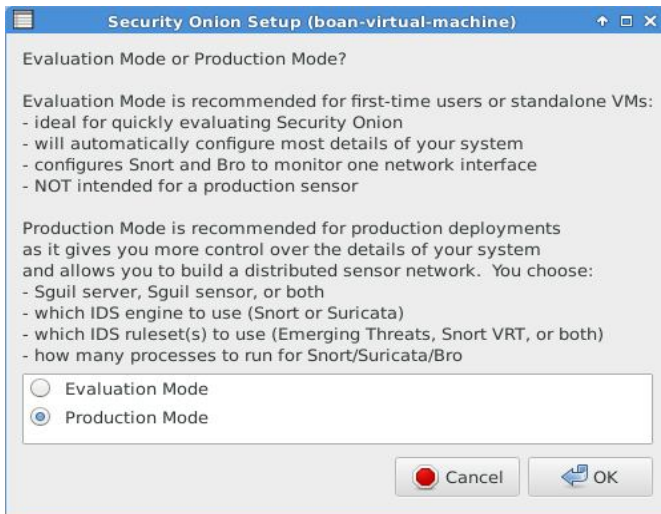 Security Onion Setup (boan-virtual-machine)
Evaluation Mode or Production Mode?
Evaluation Mode is recommended for first-time users or standalone VMs:
- ideal for quickly evaluating Security Onion
- will automatically configure most details of your system
- configures Snort and Bro to monitor one network interface
- NOT intended for a production sensor
Production Mode is recommended for production deployments
as it gives you more control over the details of your system
and allows you to build a distributed sensor network.  You choose:
- Sguil server, Sguil sensor, or both
- which IDS engine to use (Snort or Suricata)
- which IDS ruleset(s) to use (Emerging Threats, Snort VRT, or both)
- how many processes to run for Snort/Suricata/Bro
Evaluation Mode
Production Mode
Cancel OK